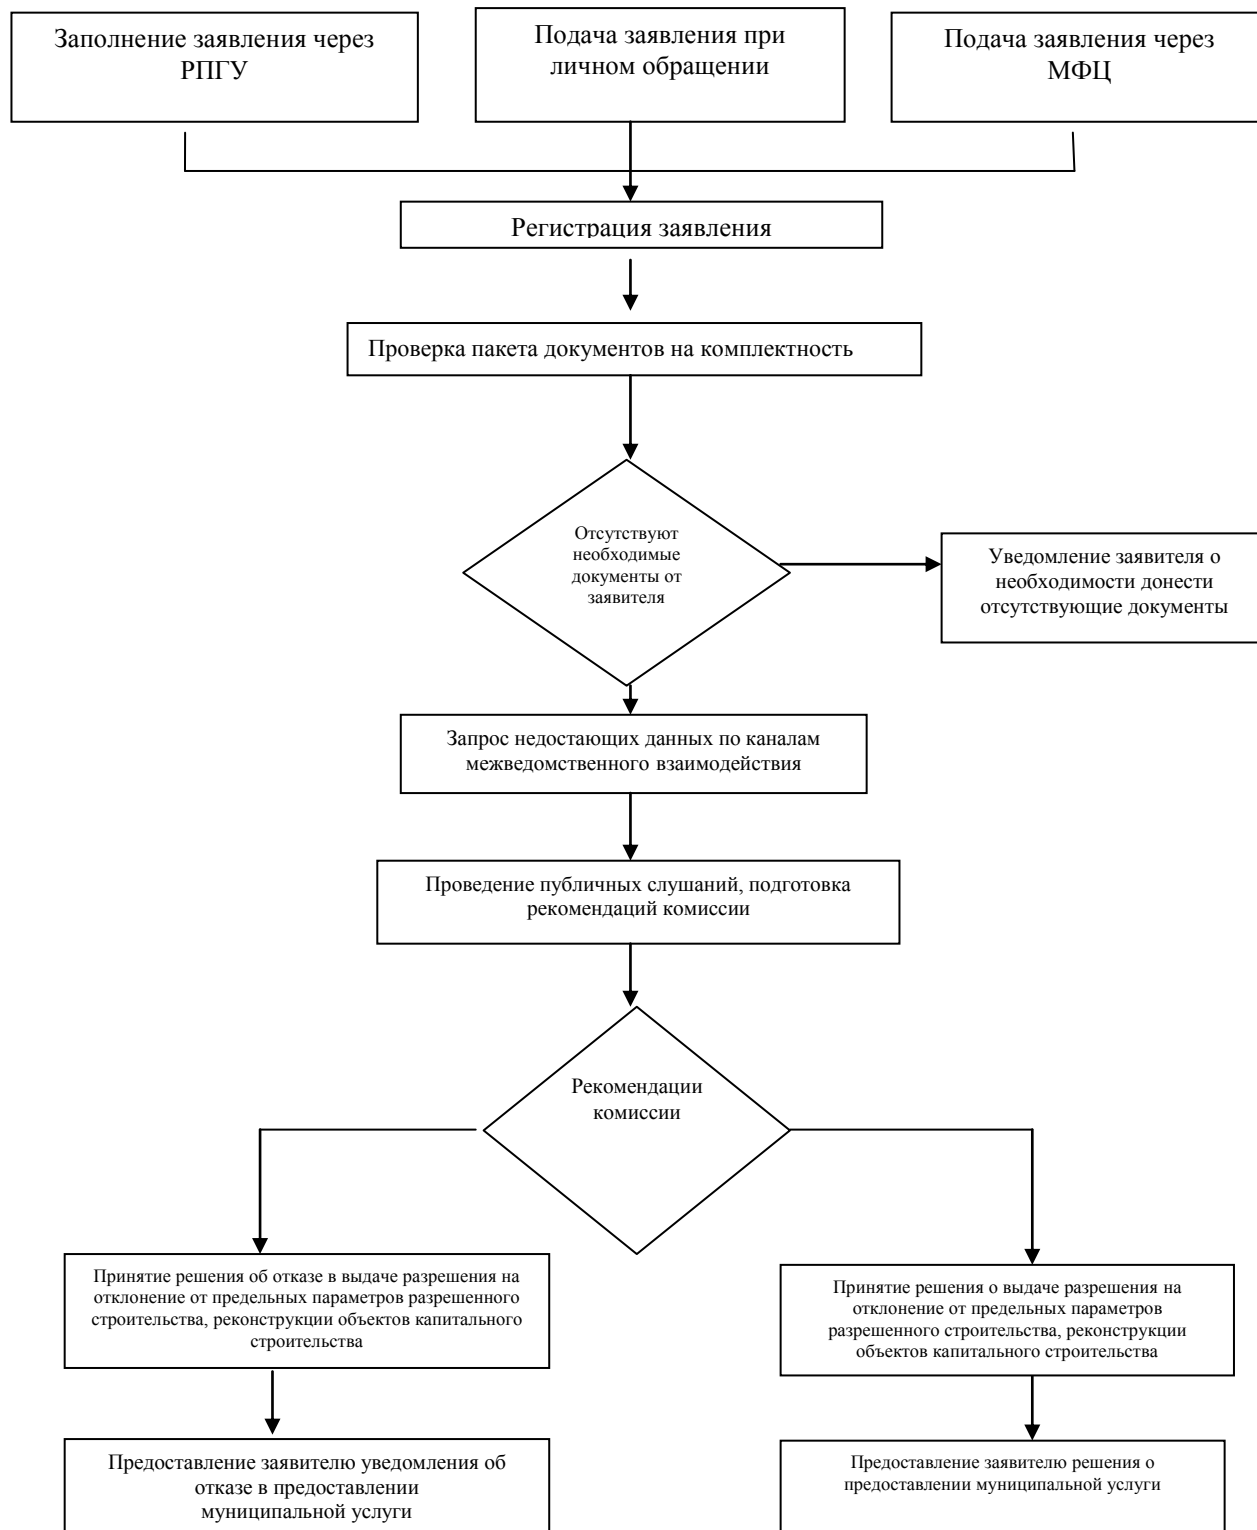 Заполнение заявления через
РПГУ
Подача заявления при
личном обращении
Подача заявления через
МФЦ
Регистрация заявления
Проверка пакета документов на комплектность
Отсутствуют
необходимые
документы от
заявителя
Уведомление заявителя о
необходимости донести
отсутствующие документы
Запрос недостающих данных по каналам
межведомственного взаимодействия
Проведение публичных слушаний, подготовка
рекомендаций комиссии
Рекомендации
комиссии
Принятие решения об отказе в выдаче разрешения на
отклонение от предельных параметров разрешенного
строительства, реконструкции объектов капитального
строительства
Принятие решения о выдаче разрешения на
отклонение от предельных параметров
разрешенного строительства, реконструкции
объектов капитального строительства
Предоставление заявителю уведомления об
отказе в предоставлении
муниципальной услуги
Предоставление заявителю решения о
предоставлении муниципальной услуги